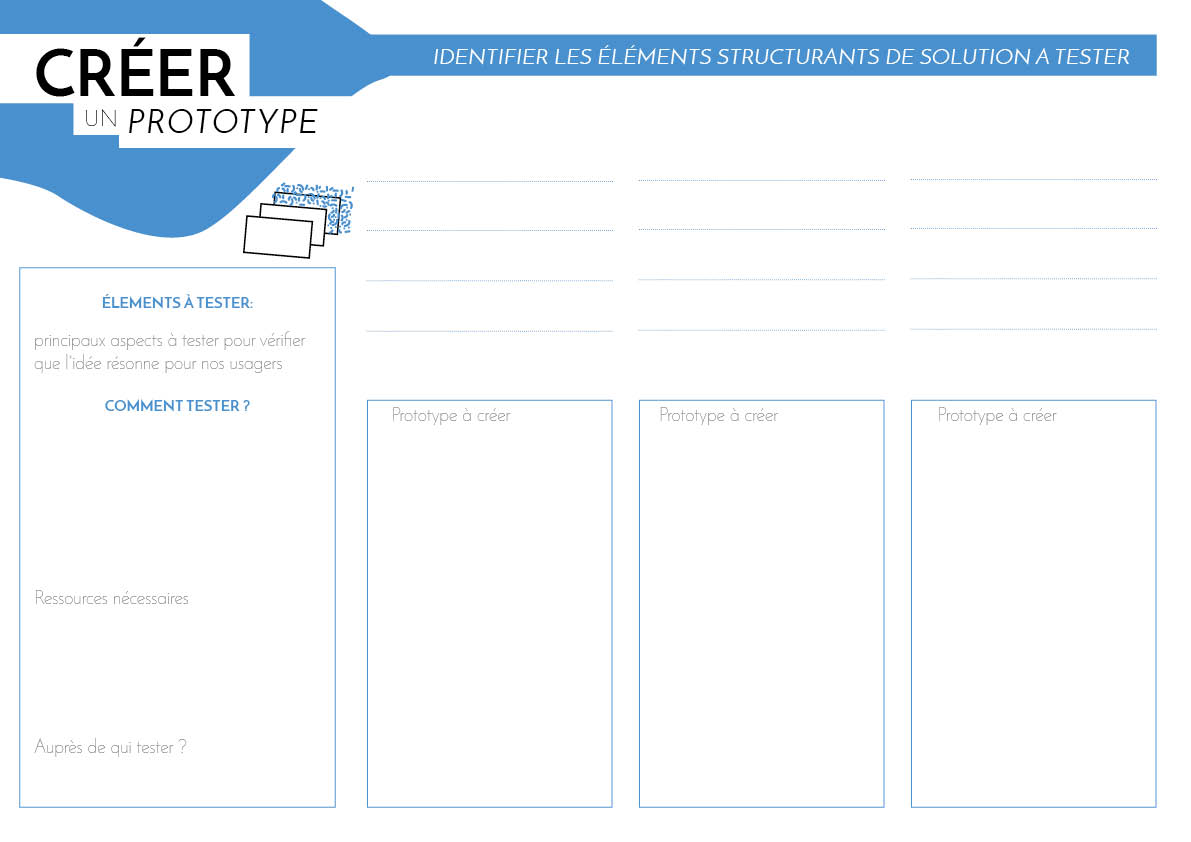 CRÉER
UN PROTOTYPE
IDENTIFIER LES ÉLÉMENTS STRUCTURANTS DE SOLUTION A TESTER
ÉLEMENTS À TESTER:
principaux aspects à tester pour vérifier
que l'idée résonne pour nos usagers
COMMENT TESTER ?
Ressources nécessaires
Auprès de qui tester ?
Prototype à créer
Prototype à créer
Prototype à créer